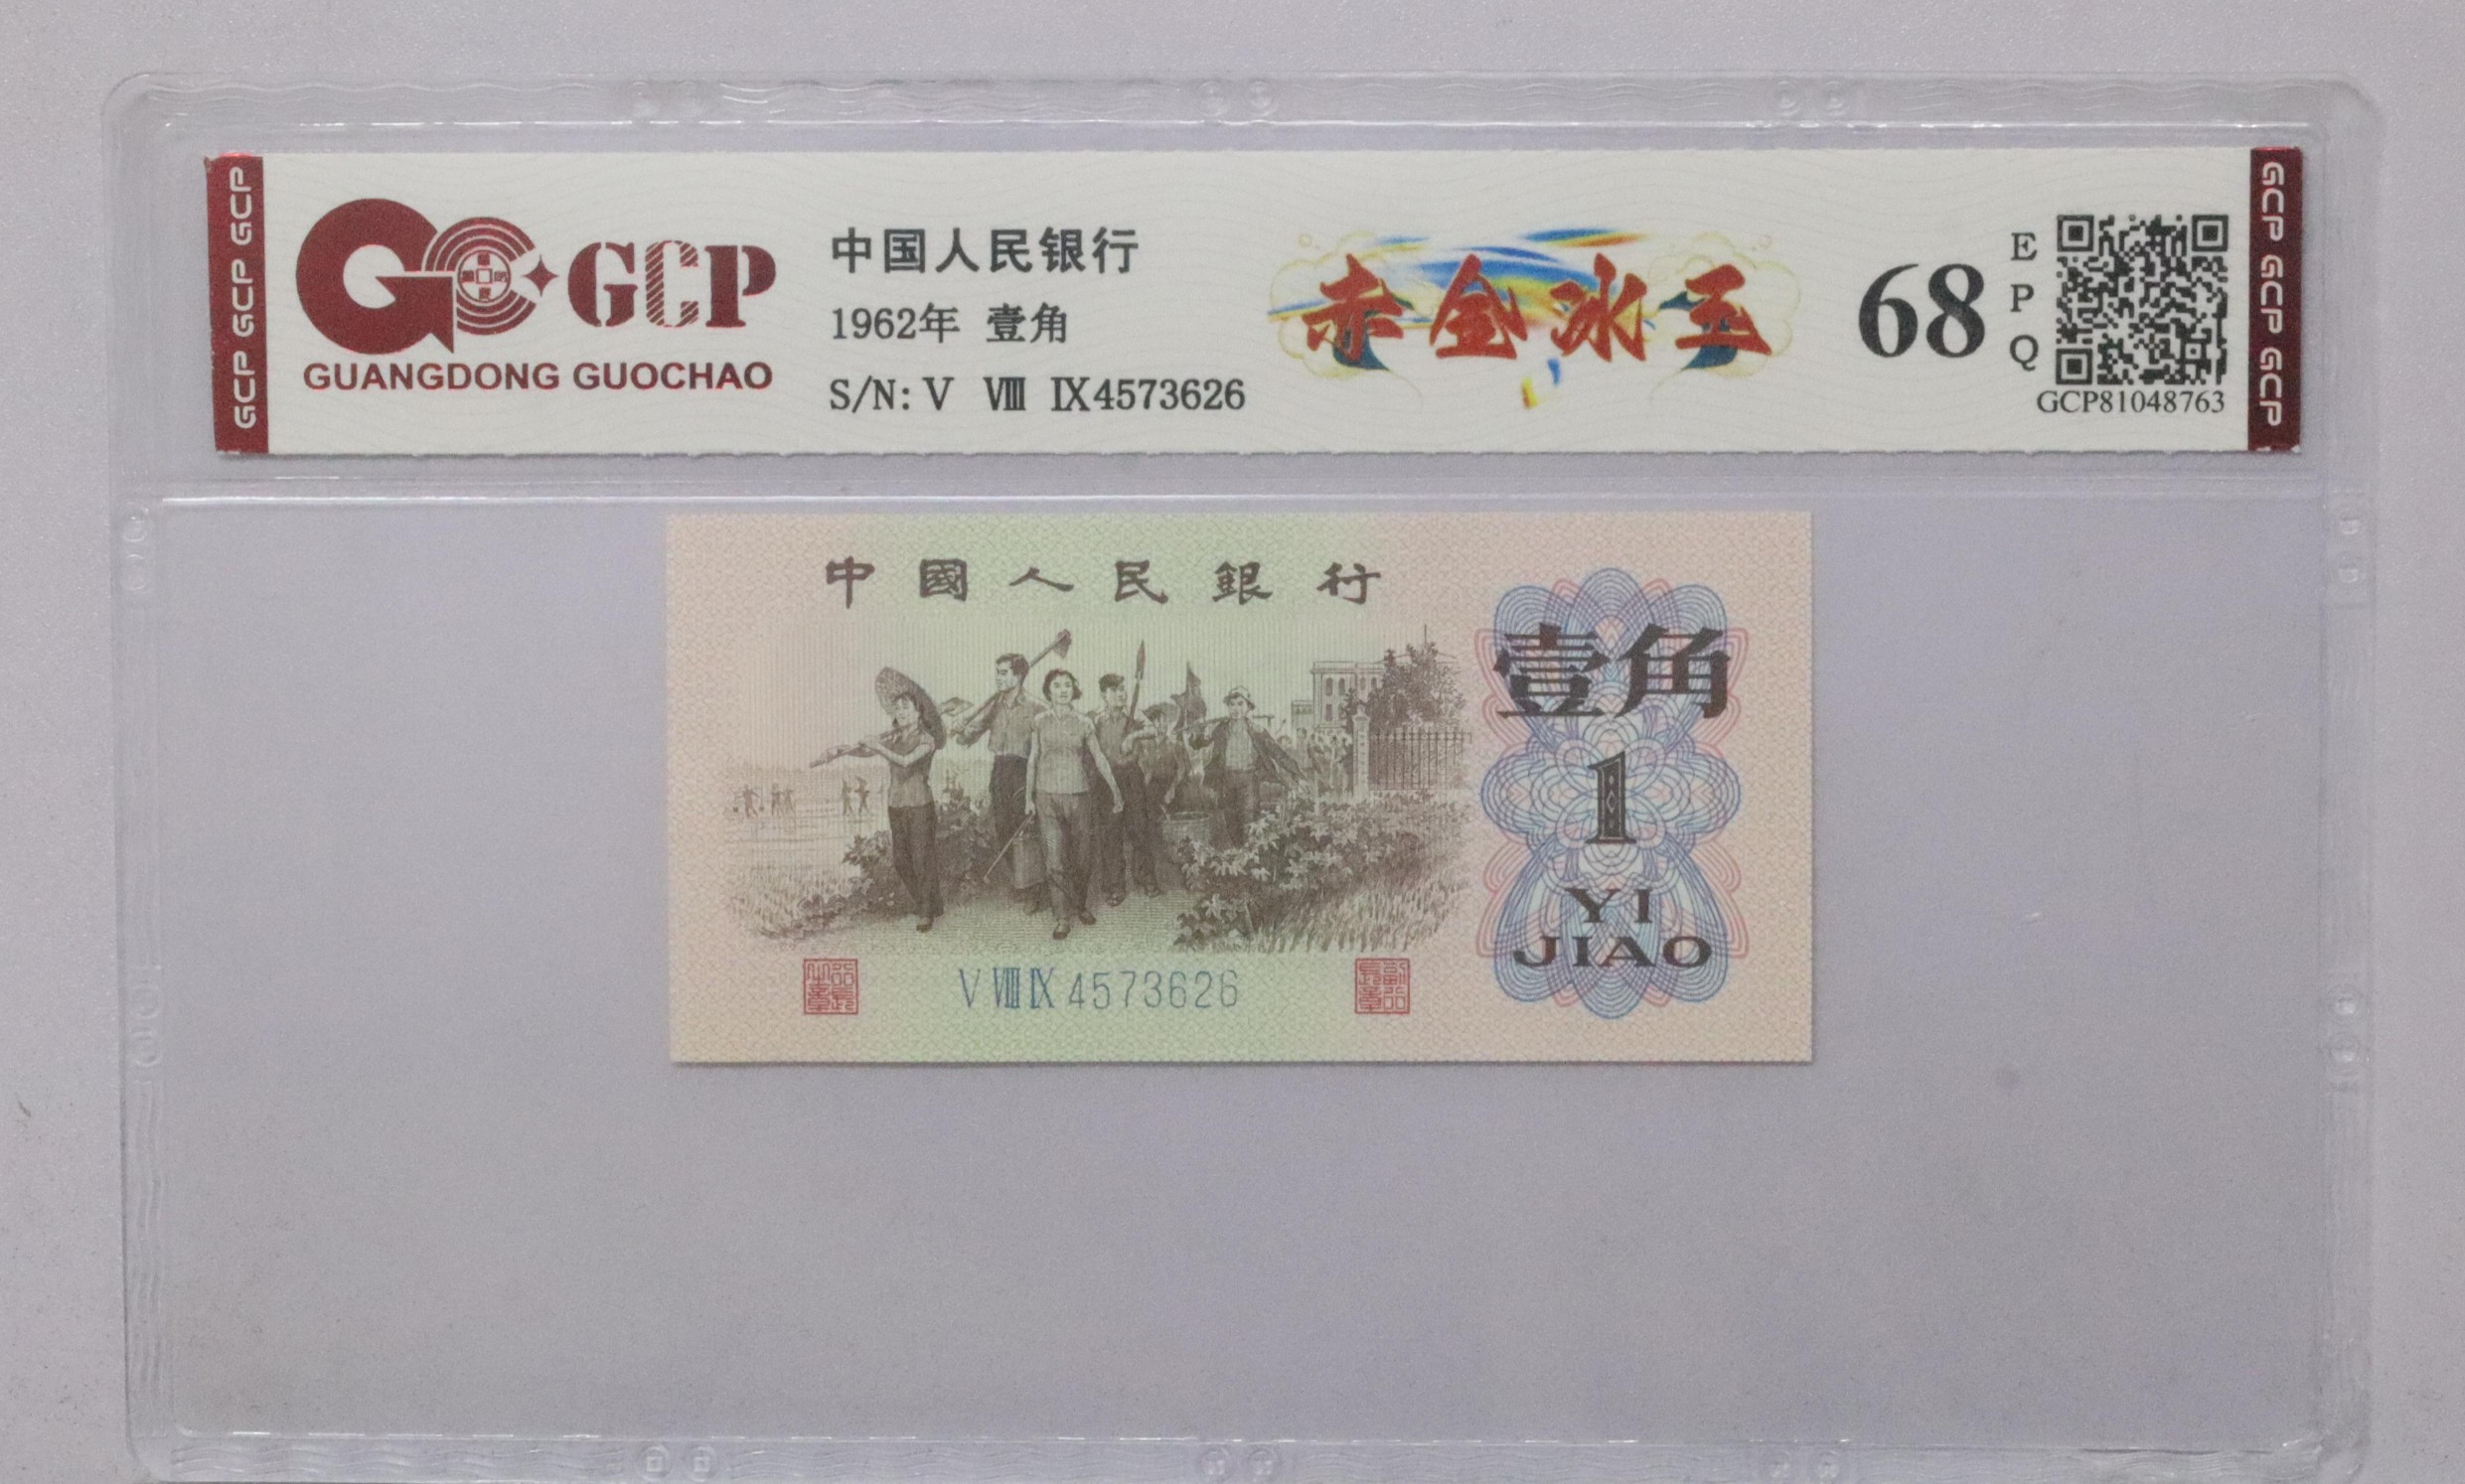 GCP GCP GCP
GCP
GUANGDONG GUOCHAO
中国人民银行
1962年 壹角
S/N: Ⅴ Ⅷ Ⅸ4573626
赤金冰玉
68
E
P
Q
GCP81048763
GCP GCP GCP
中國人民銀行
壹角
1
YI
JIAO
Ⅴ Ⅷ Ⅸ 4573626